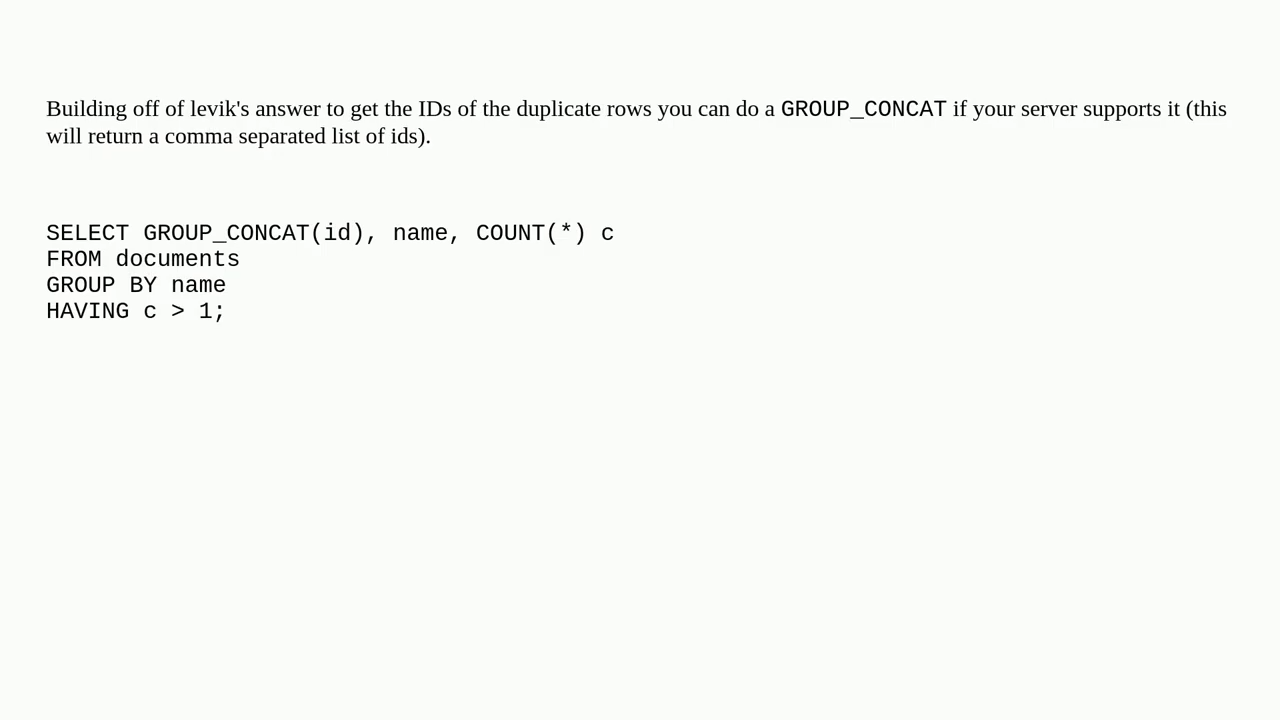 Building off of levik's answer to get the IDs of the duplicate rows you can do a GROUP_CONCAT if your server supports it (this
will return a comma separated list of ids).
SELECT GROUP_CONCAT(id), name, COUNT(*) c
FROM documents
GROUP BY name
HAVING c > 1;